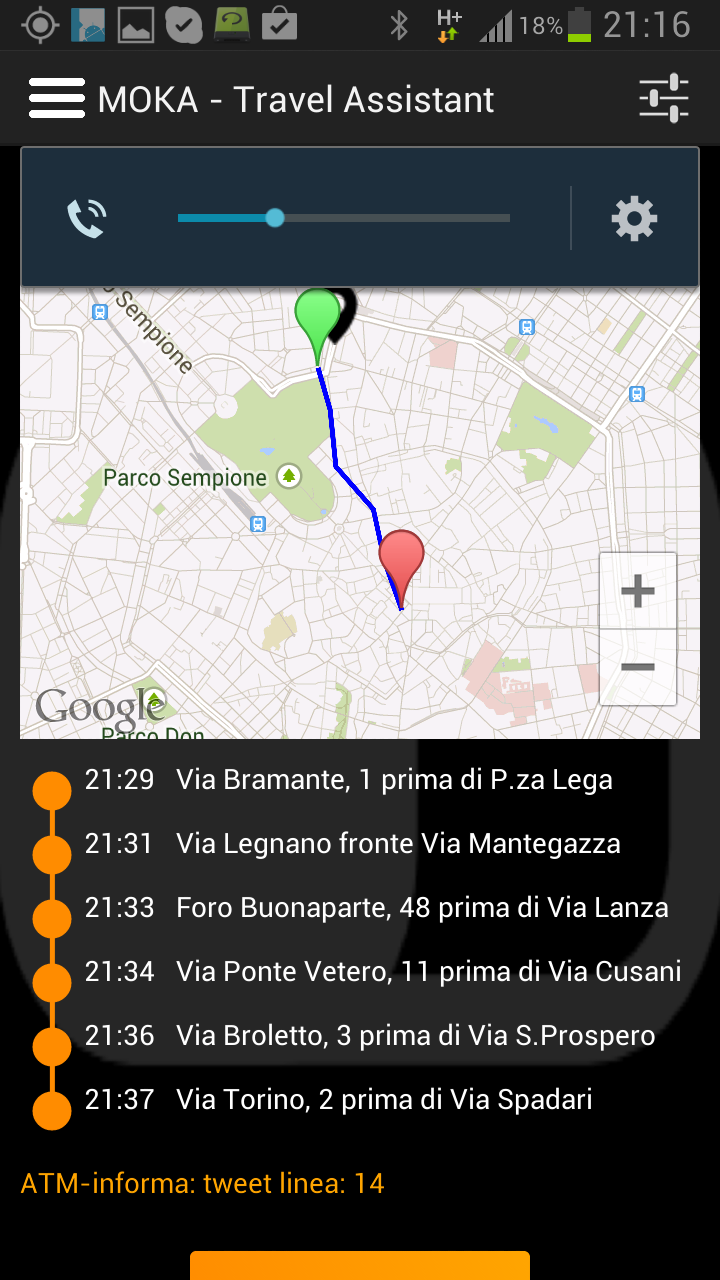 H+ 18% 21:16
MOKA - Travel Assistant
Sempione
Parco Sempione
Google
Parco Don
21:29 Via Bramante, 1 prima di P.za Lega
21:31 Via Legnano fronte Via Mantegazza
21:33 Foro Buonaparte, 48 prima di Via Lanza
21:34 Via Ponte Vetero, 11 prima di Via Cusani
21:36 Via Broletto, 3 prima di Via S.Prospero
21:37 Via Torino, 2 prima di Via Spadari
ATM-informa: tweet linea: 14